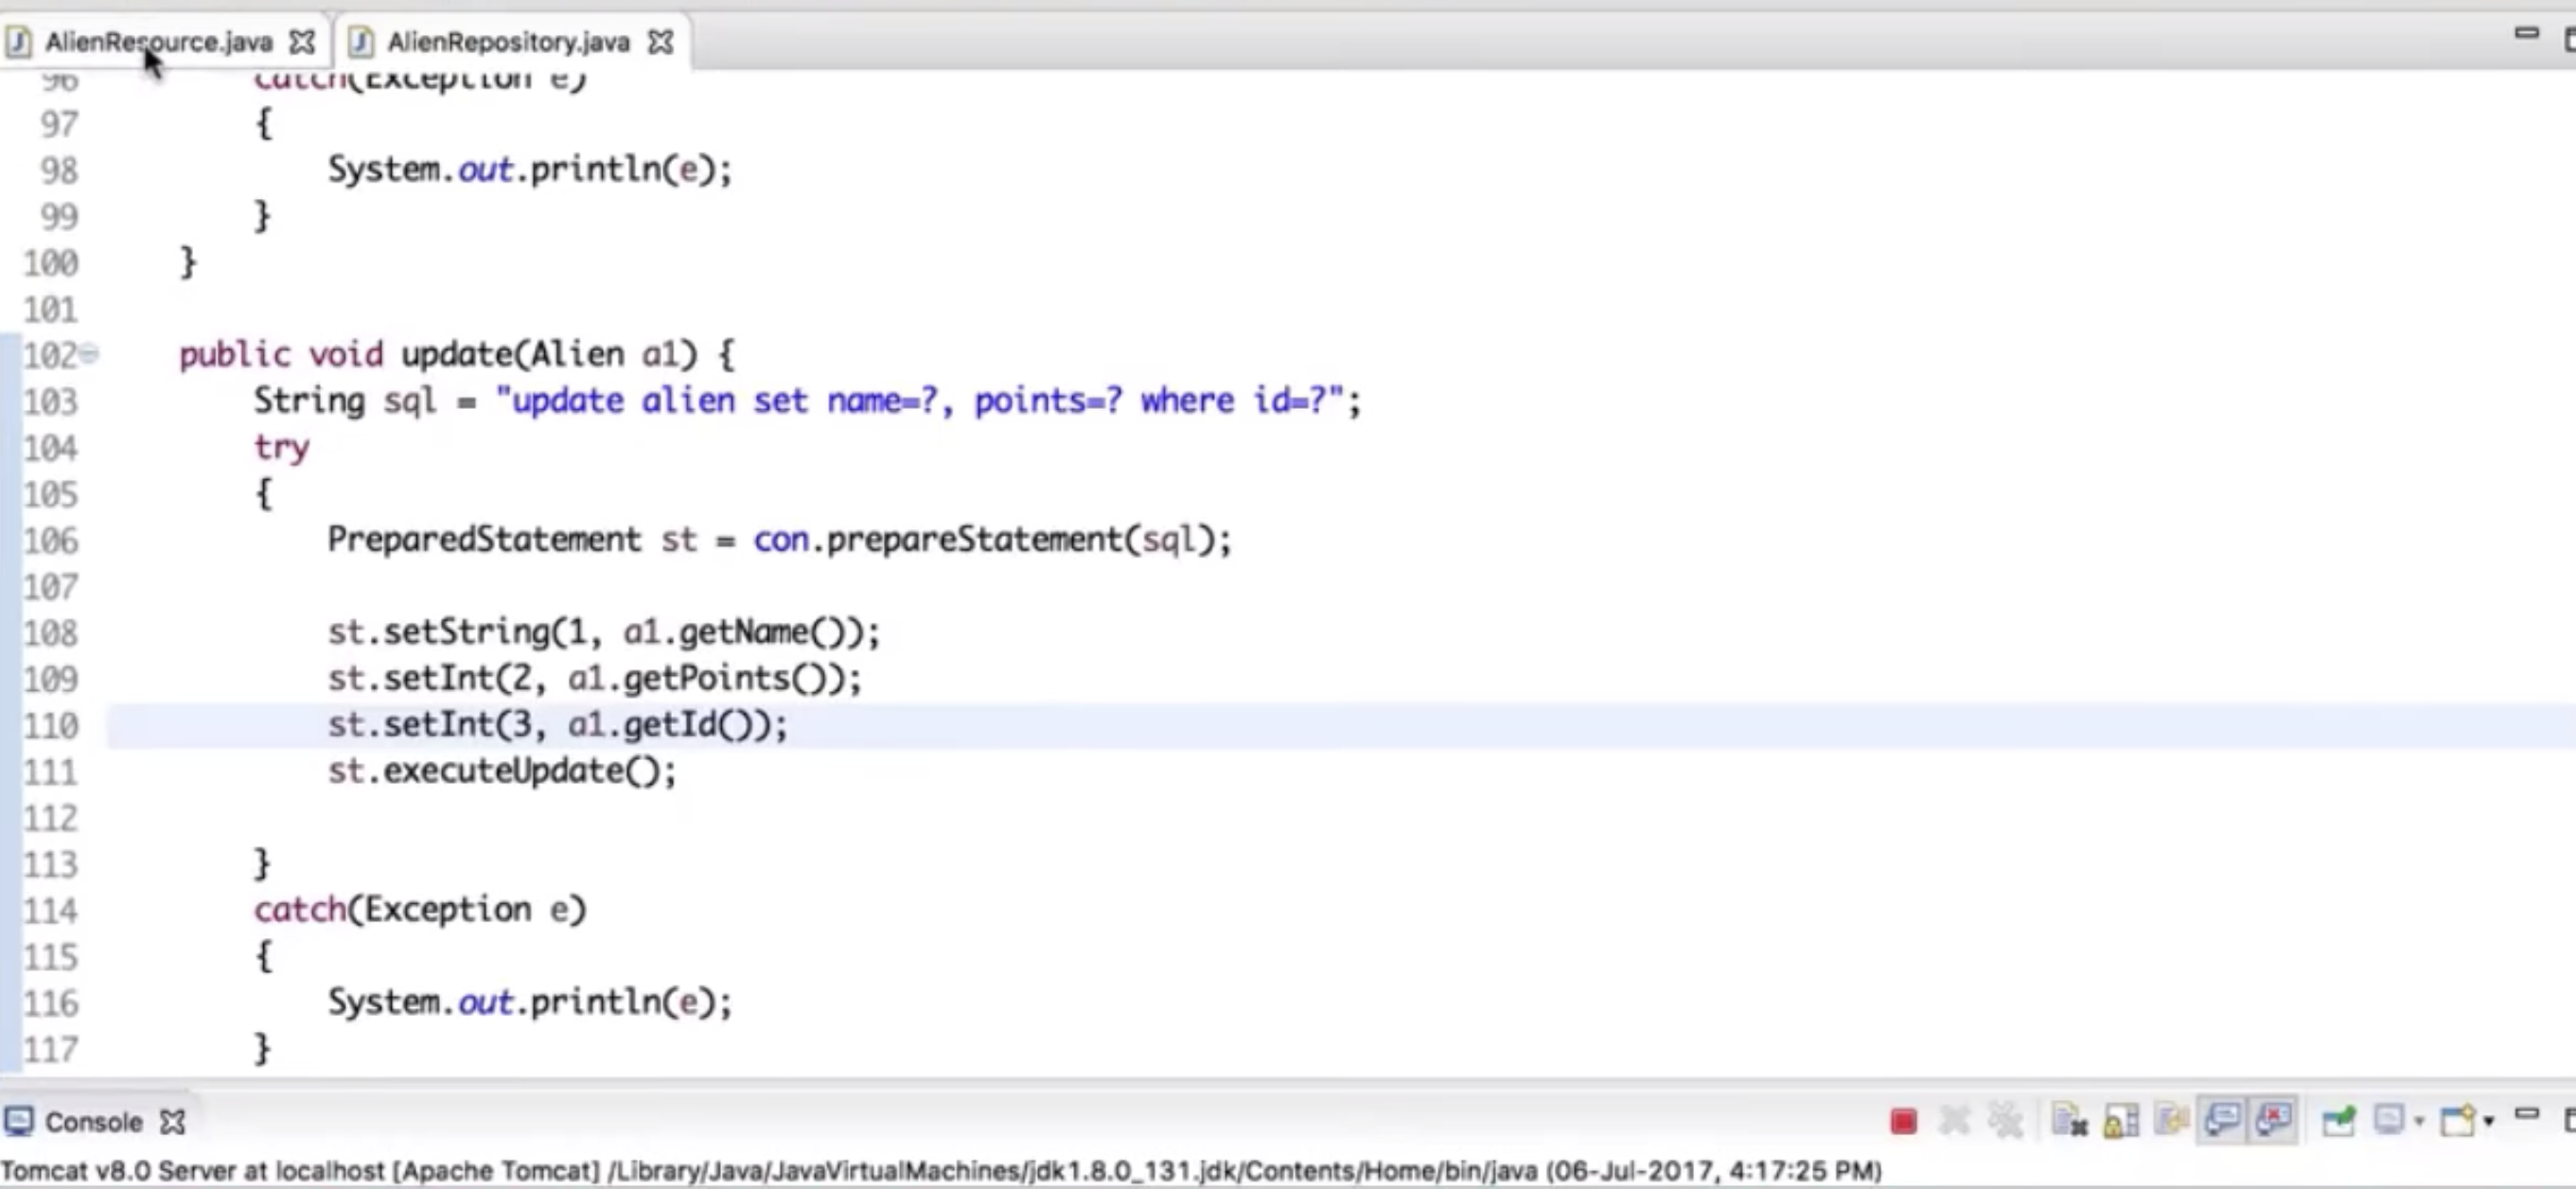 AlienResource.java AlienRepository.java
96 catch(Exception e)
97 {
98 System.out.println(e);
99 }
100 }
101
102 public void update(Alien a1) {
103 String sql = "update alien set name=?, points=? where id=?";
104 try
105 {
106 PreparedStatement st = con.prepareStatement(sql);
107
108 st.setString(1, a1.getName());
109 st.setInt(2, a1.getPoints());
110 st.setInt(3, a1.getId());
111 st.executeUpdate();
112
113 }
114 catch(Exception e)
115 {
116 System.out.println(e);
117 }
Console
Tomcat v8.0 Server at localhost [Apache Tomcat] /Library/Java/JavaVirtualMachines/jdk1.8.0_131.jdk/Contents/Home/bin/java (06-Jul-2017, 4:17:25 PM)